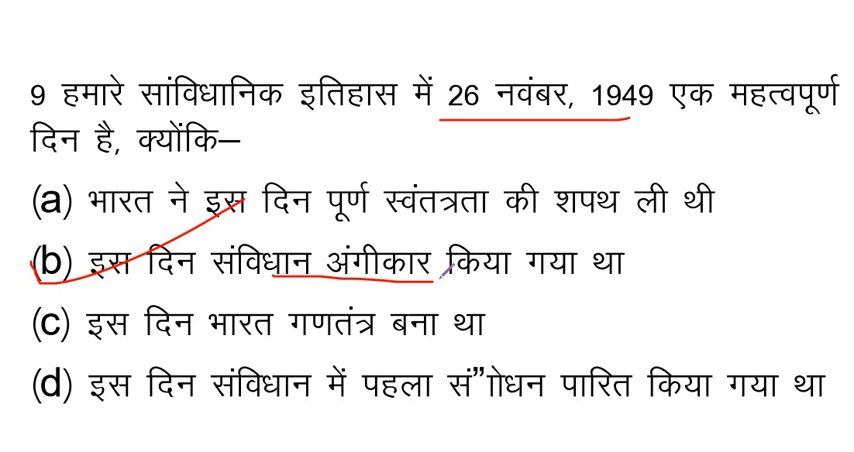 9 हमारे सांविधानिक इतिहास में 26 नवंबर, 1949 एक महत्वपूर्ण
दिन है, क्योंकि–
(a) भारत ने इस दिन पूर्ण स्वंतत्रता की शपथ ली थी
(b) इस दिन संविधान अंगीकार किया गया था
(c) इस दिन भारत गणतंत्र बना था
(d) इस दिन संविधान में पहला सं”ाोधन पारित किया गया था